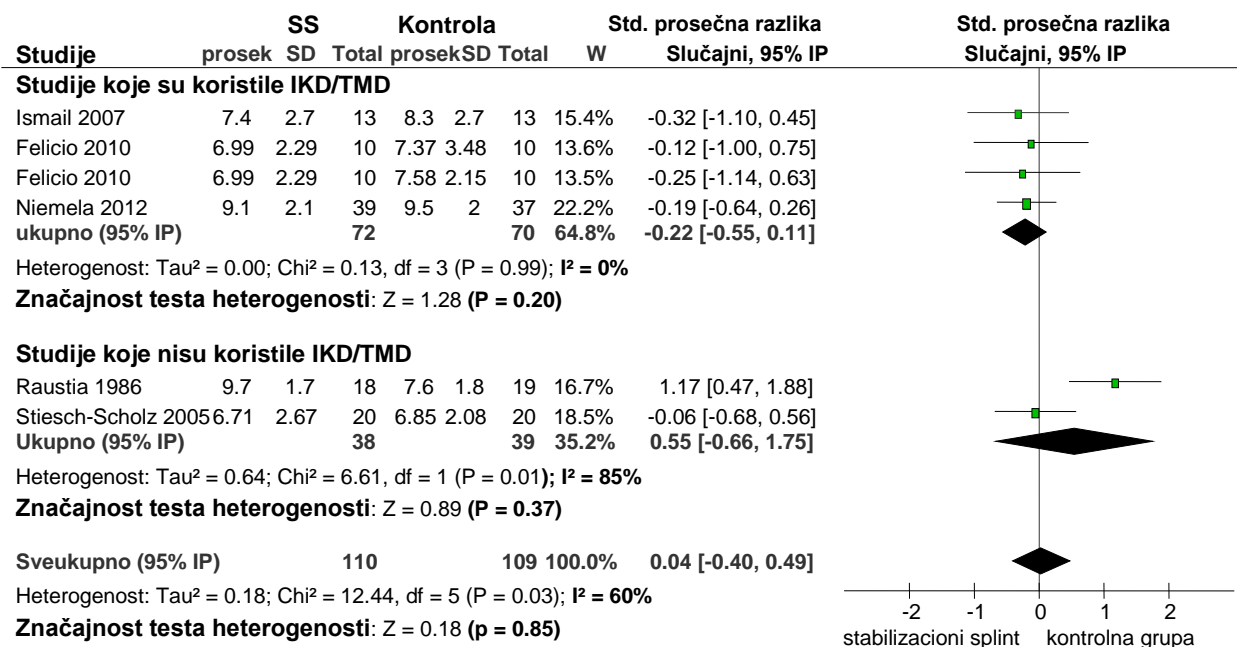 SS Kontrola Std. prosečna razlika Std. prosečna razlika
Studije prosek SD Total prosek SD Total W Slučajni, 95% IP Slučajni, 95% IP
Studije koje su koristile IKD/TMD
Ismail 2007 7.4 2.7 13 8.3 2.7 13 15.4% -0.32 [-1.10, 0.45]
Felicio 2010 6.99 2.29 10 7.37 3.48 10 13.6% -0.12 [-1.00, 0.75]
Felicio 2010 6.99 2.29 10 7.58 2.15 10 13.5% -0.25 [-1.14, 0.63]
Niemela 2012 9.1 2.1 39 9.5 2 37 22.2% -0.19 [-0.64, 0.26]
ukupno (95% IP) 72 70 64.8% -0.22 [-0.55, 0.11]
Heterogenost: Tau² = 0.00; Chi² = 0.13, df = 3 (P = 0.99); I² = 0%
Značajnost testa heterogenosti: Z = 1.28 (P = 0.20)
Studije koje nisu koristile IKD/TMD
Raustia 1986 9.7 1.7 18 7.6 1.8 19 16.7% 1.17 [0.47, 1.88]
Stiesch-Scholz 2005 6.71 2.67 20 6.85 2.08 20 18.5% -0.06 [-0.68, 0.56]
Ukupno (95% IP) 38 39 35.2% 0.55 [-0.66, 1.75]
Heterogenost: Tau² = 0.64; Chi² = 6.61, df = 1 (P = 0.01); I² = 85%
Značajnost testa heterogenosti: Z = 0.89 (P = 0.37)
Sveukupno (95% IP) 110 109 100.0% 0.04 [-0.40, 0.49]
Heterogenost: Tau² = 0.18; Chi² = 12.44, df = 5 (P = 0.03); I² = 60%
Značajnost testa heterogenosti: Z = 0.18 (p = 0.85)
-2 -1 0 1 2
stabilizacioni splint kontrolna grupa